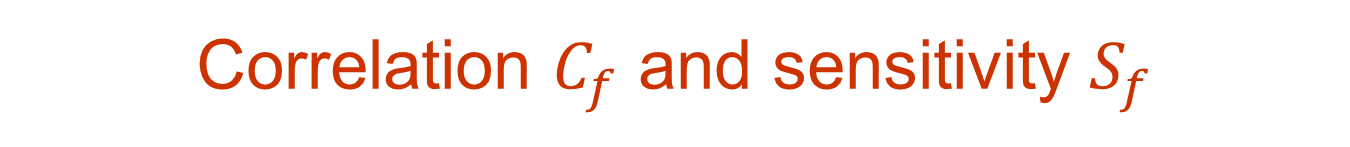 Correlation $C_f$ and sensitivity $S_f$